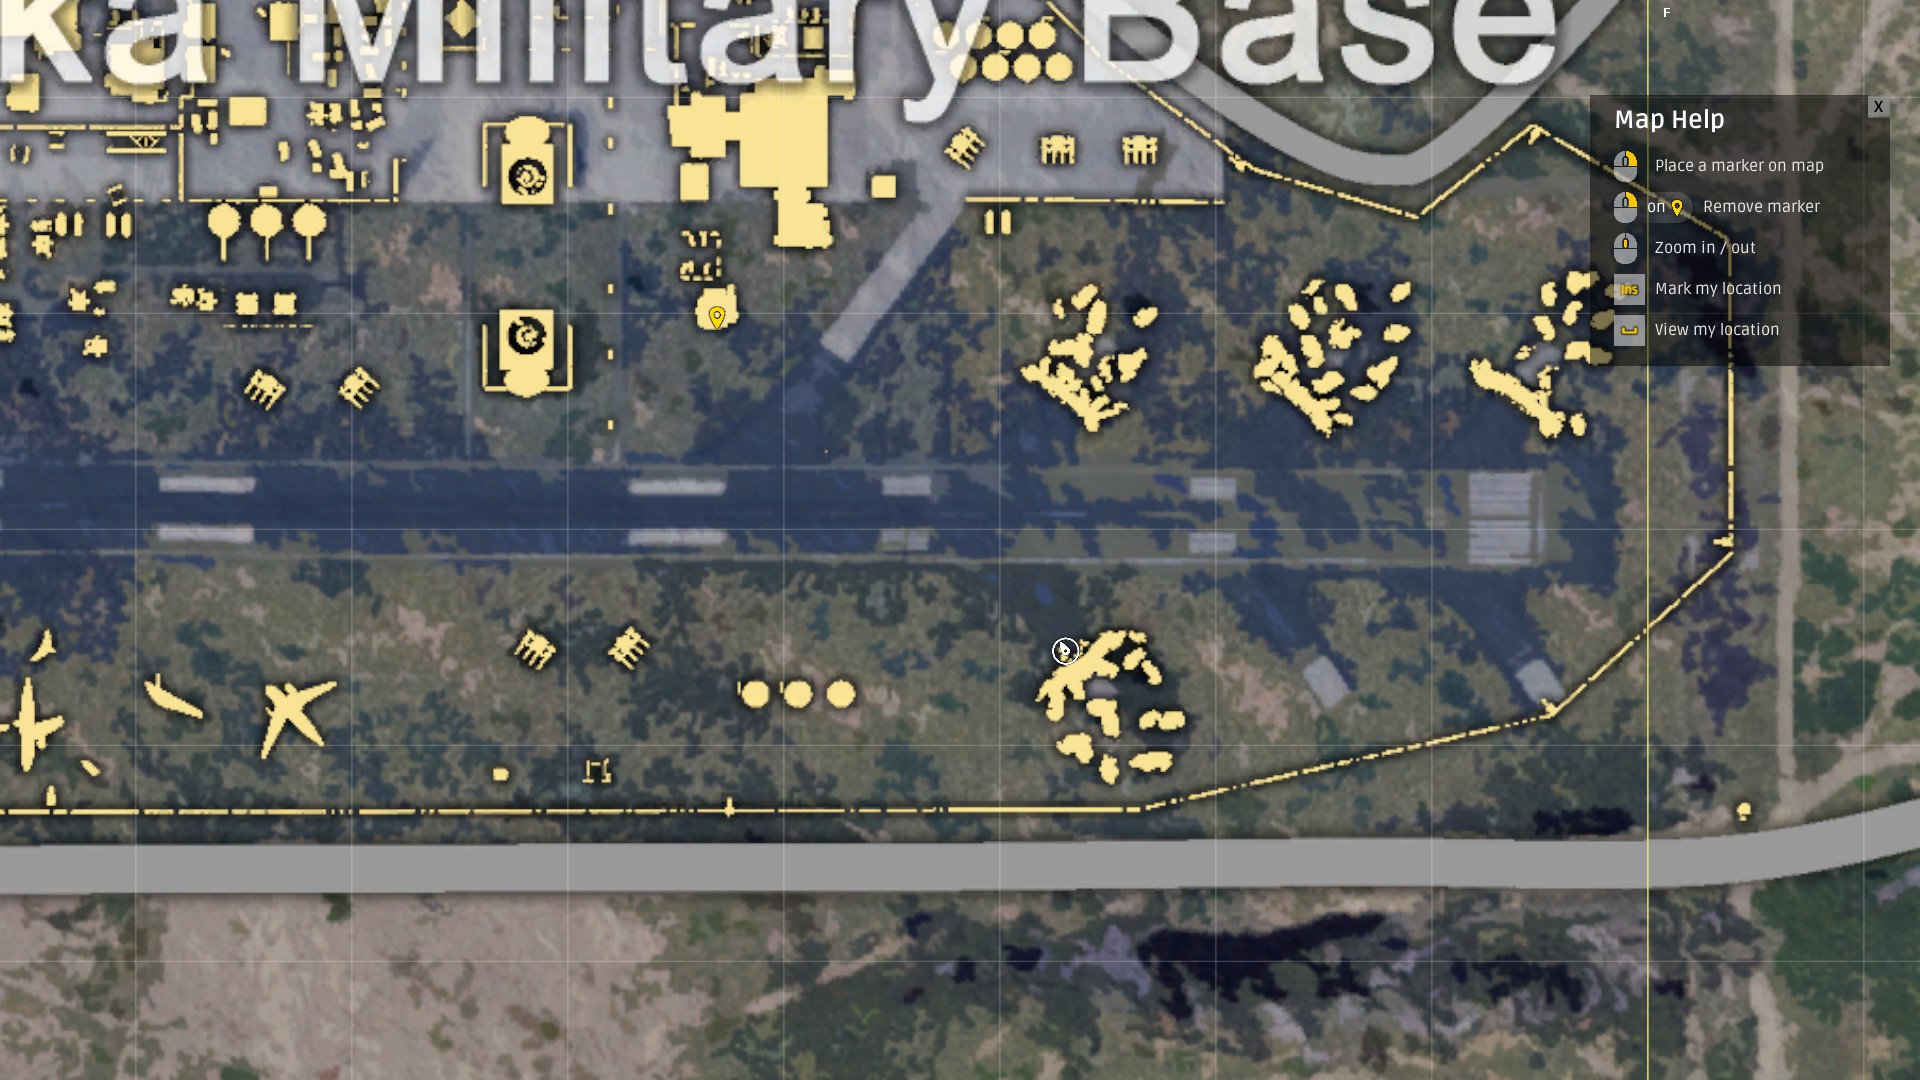 ka Military Base
F
X
Map Help
Place a marker on map
on Remove marker
Zoom in / out
Ins Mark my location
View my location